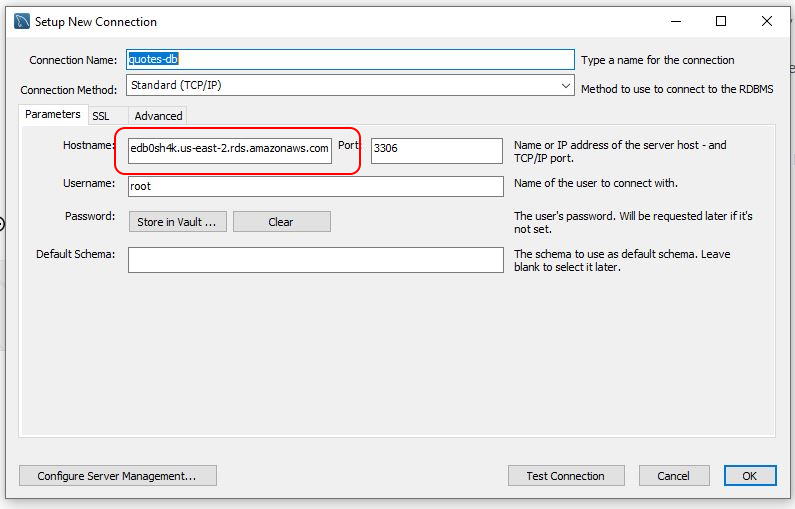 Setup New Connection
Connection Name: quotes-db Type a name for the connection
Connection Method: Standard (TCP/IP) Method to use to connect to the RDBMS
Parameters SSL Advanced
Hostname: edb0sh4k.us-east-2.rds.amazonaws.com Port: 3306 Name or IP address of the server host - and
TCP/IP port.
Username: root Name of the user to connect with.
Password: Store in Vault ... Clear The user's password. Will be requested later if it's
not set.
Default Schema: The schema to use as default schema. Leave
blank to select it later.
Configure Server Management... Test Connection Cancel OK